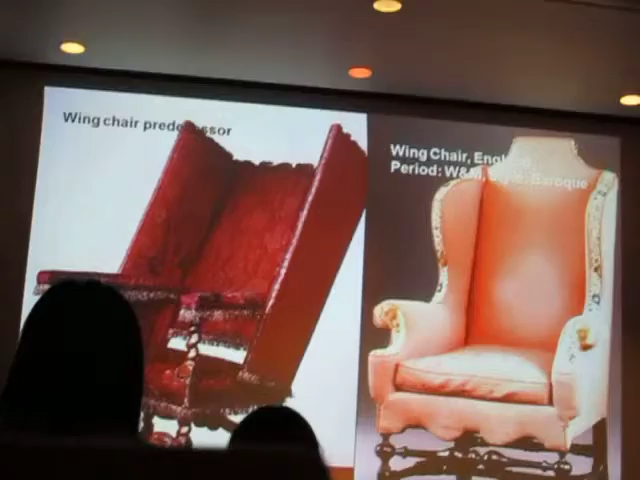 Wing chair predecessor
Wing Chair, England,
Period: W&M, Style: Baroque